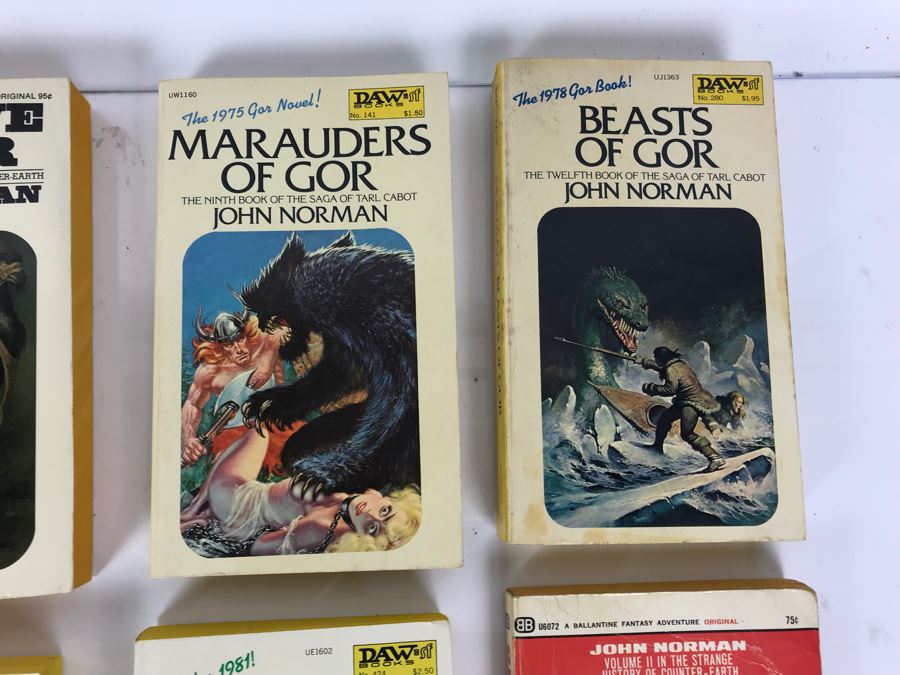 ORIGINAL 95¢
R
ER-EARTH
AN
UW1160
The 1975 Gor Novel!
DAW=sf
BOOKS
No. 141 $1.50
MARAUDERS
OF GOR
THE NINTH BOOK OF THE SAGA OF TARL CABOT
JOHN NORMAN
The 1978 Gor Book!
UJ1363
DAW=sf
BOOKS
No. 280 $1.95
BEASTS
OF GOR
THE TWELFTH BOOK OF THE SAGA OF TARL CABOT
JOHN NORMAN
1981!
UE1602
DAW=sf
BOOKS
No. 434 $2.50
BB U6072 A BALLANTINE FANTASY ADVENTURE ORIGINAL 75¢
JOHN NORMAN
VOLUME II IN THE STRANGE
HISTORY OF COUNTER-EARTH